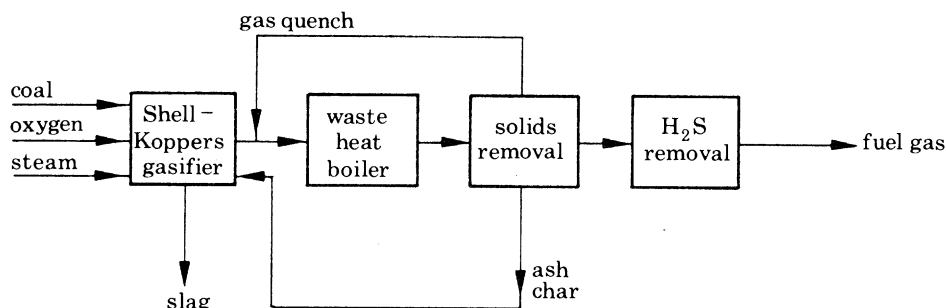 gas quench
coal
oxygen
steam
Shell –
Koppers
gasifier
waste
heat
boiler
solids
removal
H₂S
removal
fuel gas
ash
char
slag